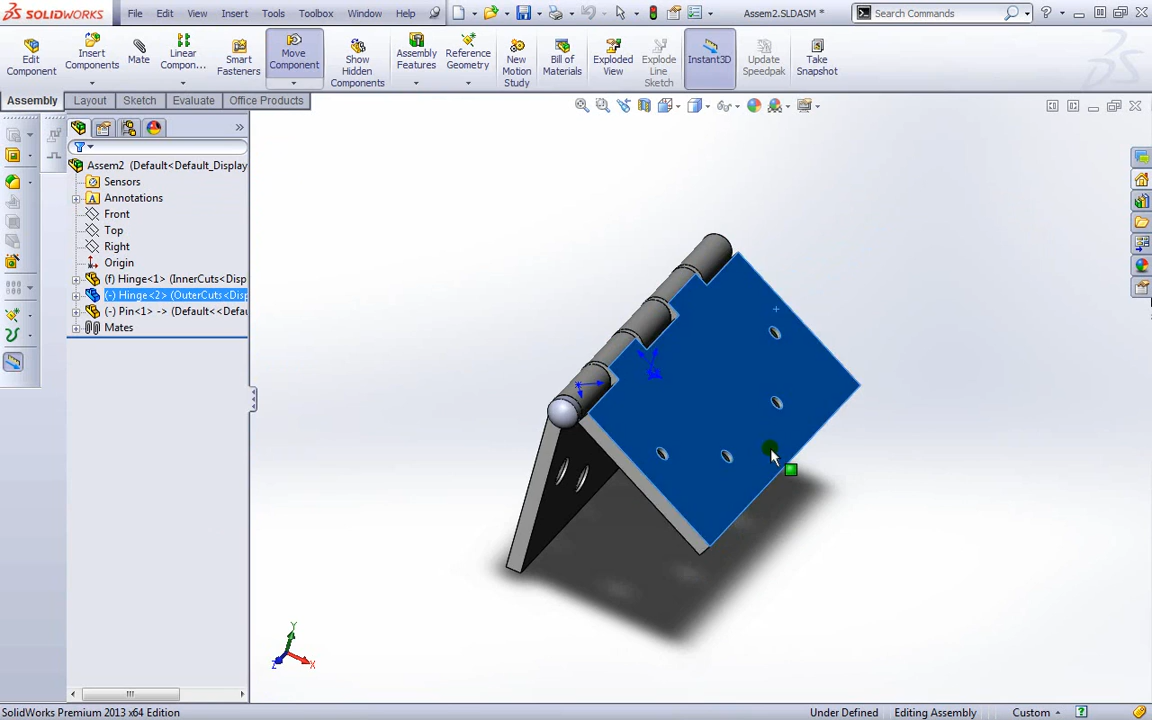 SOLIDWORKS File Edit View Insert Tools Toolbox Window Help Assem2.SLDASM * Search Commands
Edit Component Insert Components Mate Linear Compon... Smart Fasteners Move Component Show Hidden Components Assembly Features Reference Geometry New Motion Study Bill of Materials Exploded View Explode Line Sketch Instant3D Update Speedpak Take Snapshot
Assembly Layout Sketch Evaluate Office Products
Assem2 (Default<Default_Display
Sensors
Annotations
Front
Top
Right
Origin
(f) Hinge<1> (InnerCuts<Disp
(-) Hinge<2> (OuterCuts<Disp
(-) Pin<1> -> (Default<<Defau
Mates
Y
Z X
SolidWorks Premium 2013 x64 Edition Under Defined Editing Assembly Custom